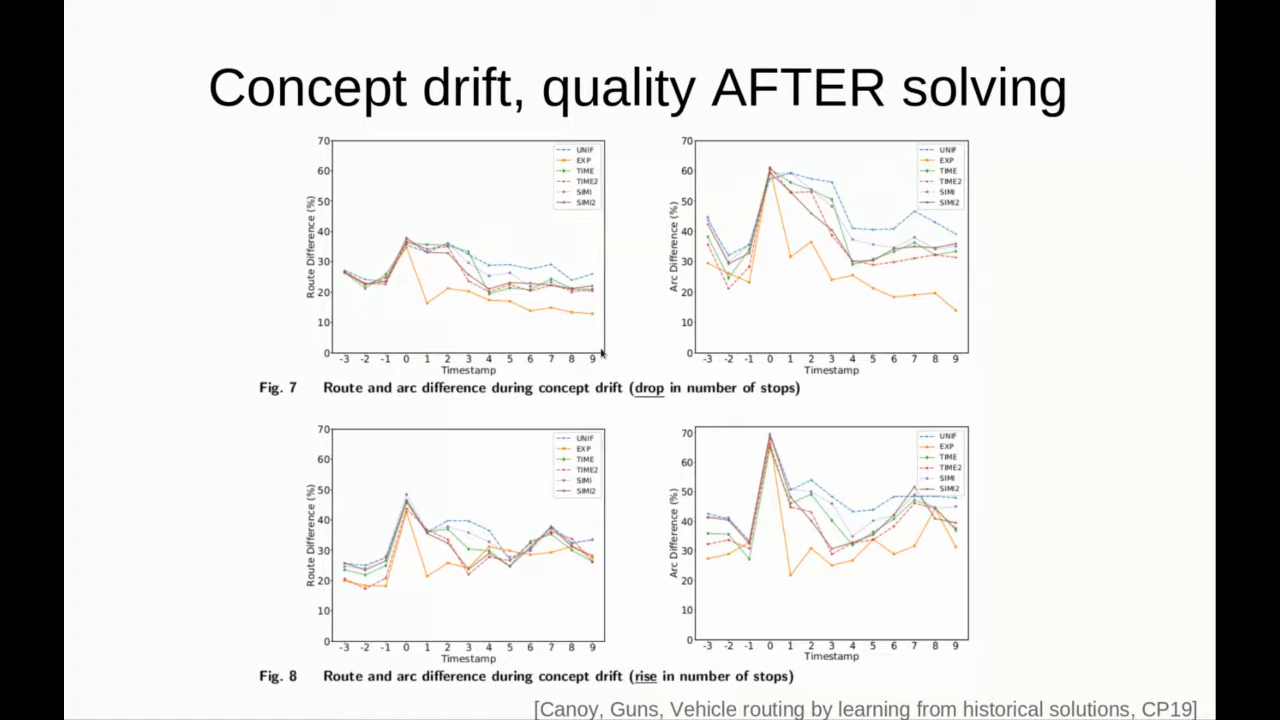 Concept drift, quality AFTER solving
70
60
50
40
30
20
10
0
Route Difference (%)
UNIF
EXP
TIME
TIME2
SIMI
SIMI2
-3 -2 -1 0 1 2 3 4 5 6 7 8 9
Timestamp
70
60
50
40
30
20
10
0
Arc Difference (%)
UNIF
EXP
TIME
TIME2
SIMI
SIMI2
-3 -2 -1 0 1 2 3 4 5 6 7 8 9
Timestamp
Fig. 7 Route and arc difference during concept drift (drop in number of stops)
70
60
50
40
30
20
10
0
Route Difference (%)
UNIF
EXP
TIME
TIME2
SIMI
SIMI2
-3 -2 -1 0 1 2 3 4 5 6 7 8 9
Timestamp
70
60
50
40
30
20
10
0
Arc Difference (%)
UNIF
EXP
TIME
TIME2
SIMI
SIMI2
-3 -2 -1 0 1 2 3 4 5 6 7 8 9
Timestamp
Fig. 8 Route and arc difference during concept drift (rise in number of stops)
[Canoy, Guns, Vehicle routing by learning from historical solutions, CP19]